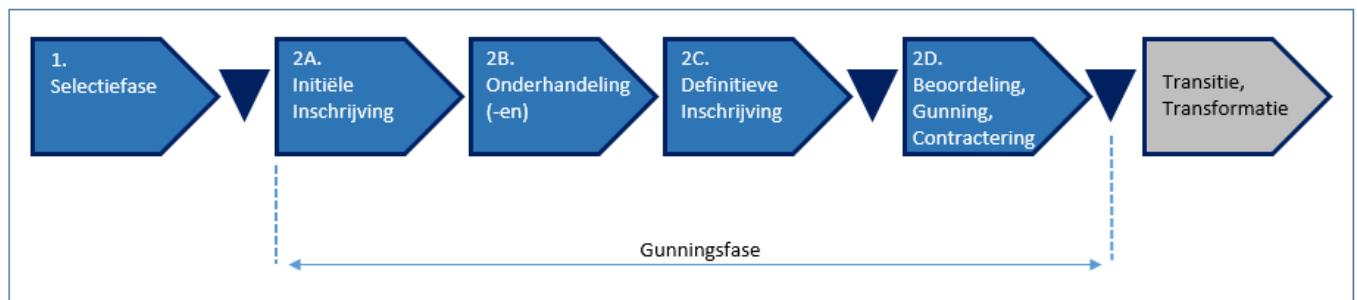 1.
Selectiefase
2A.
Initiële
Inschrijving
2B.
Onderhandeling
(-en)
2C.
Definitieve
Inschrijving
2D.
Beoordeling,
Gunning,
Contractering
Transitie,
Transformatie
Gunningsfase